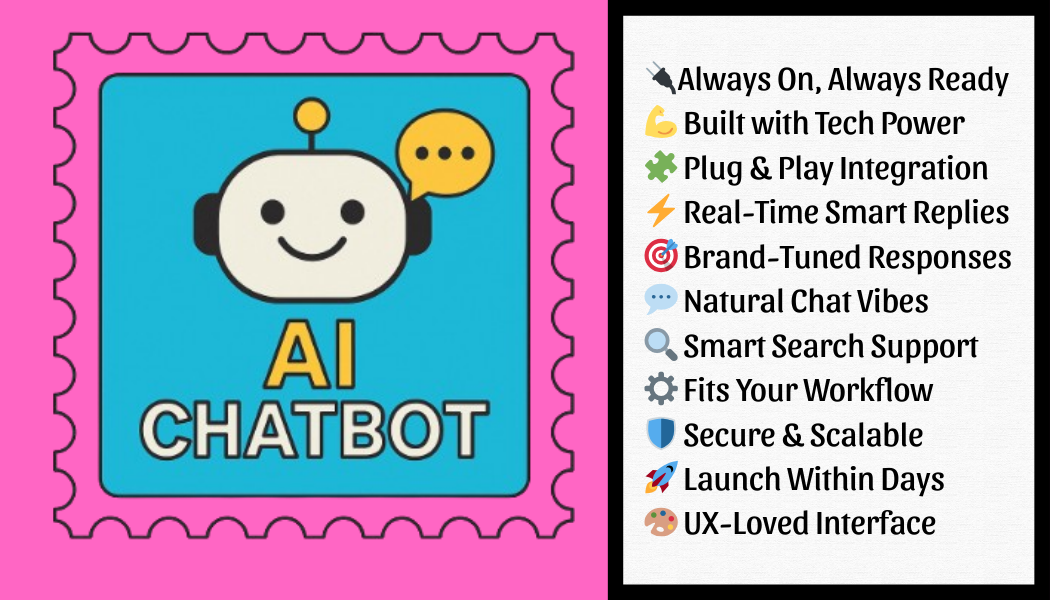 AI
CHATBOT
🔌Always On, Always Ready
💪 Built with Tech Power
🧩 Plug & Play Integration
⚡ Real-Time Smart Replies
🎯 Brand-Tuned Responses
💬 Natural Chat Vibes
🔍 Smart Search Support
⚙️ Fits Your Workflow
🛡️ Secure & Scalable
🚀 Launch Within Days
🎨 UX-Loved Interface